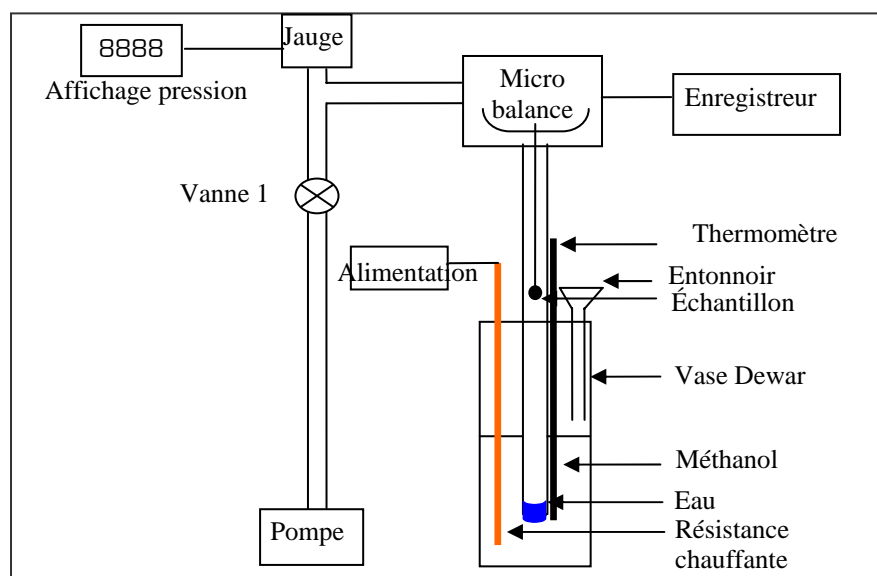 8888
Affichage pression
Jauge
Micro
balance
Enregistreur
Vanne 1
Alimentation
Thermomètre
Entonnoir
Échantillon
Vase Dewar
Méthanol
Eau
Résistance
chauffante
Pompe